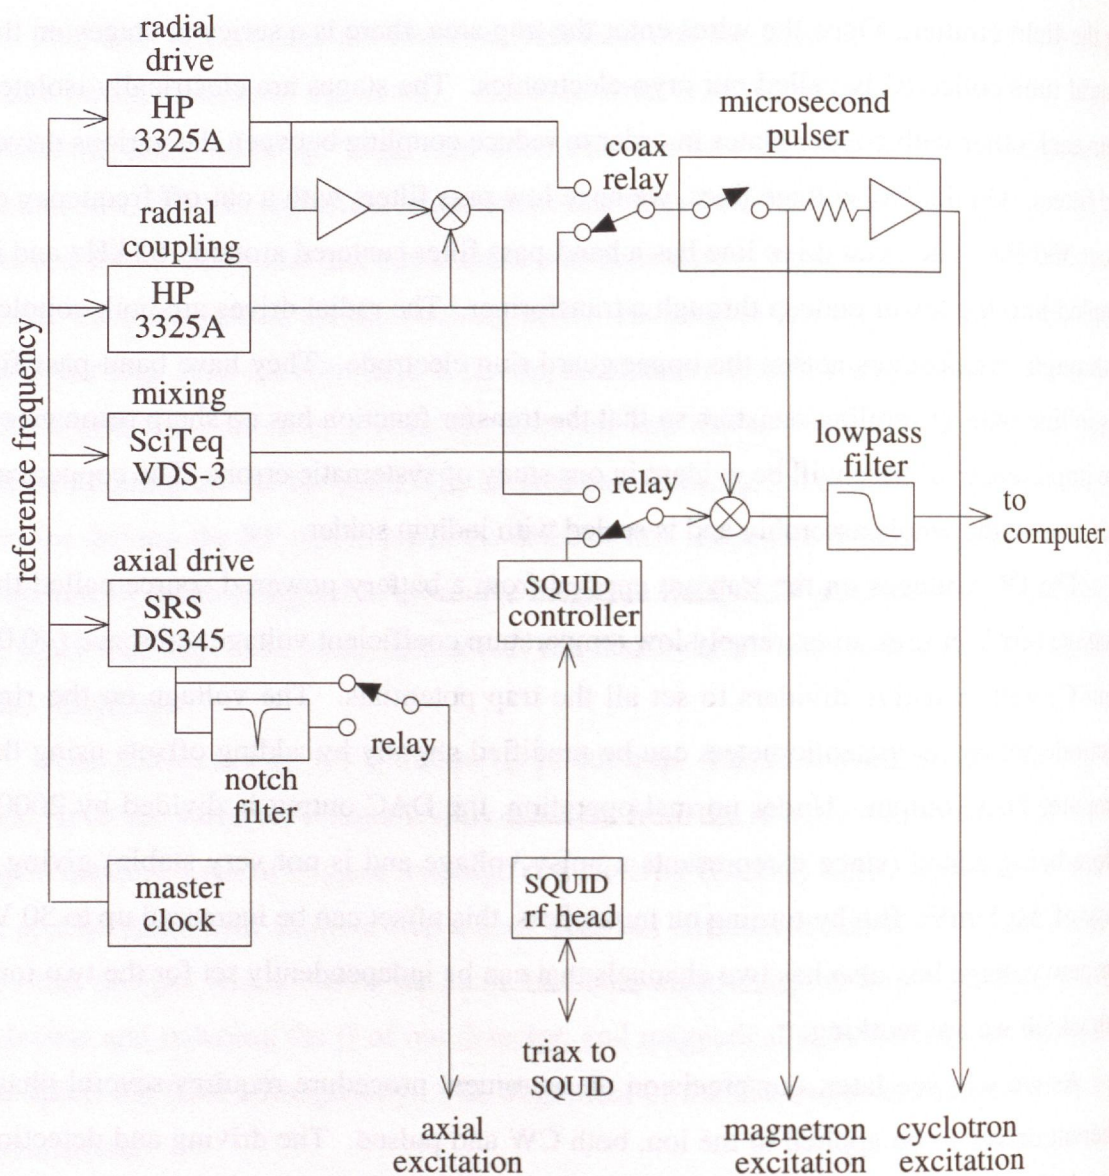 radial
drive
HP
3325A
radial
coupling
HP
3325A
mixing
SciTeq
VDS-3
axial drive
SRS
DS345
notch
filter
master
clock
reference frequency
coax
relay
microsecond
pulser
relay
lowpass
filter
to
computer
SQUID
controller
relay
SQUID
rf head
triax to
SQUID
axial
excitation
magnetron
excitation
cyclotron
excitation